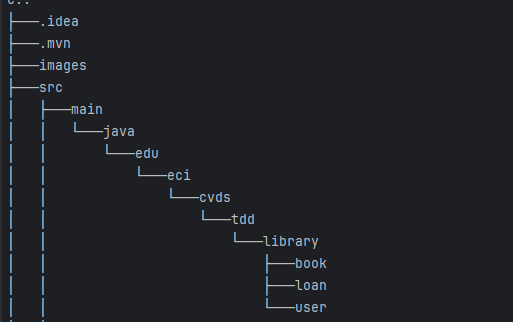 ├───.idea
├───.mvn
├───images
├───src
│   ├───main
│   │   └───java
│   │       └───edu
│   │           └───eci
│   │               └───cvds
│   │                   └───tdd
│   │                       └───library
│   │                           ├───book
│   │                           ├───loan
│   │                           └───user